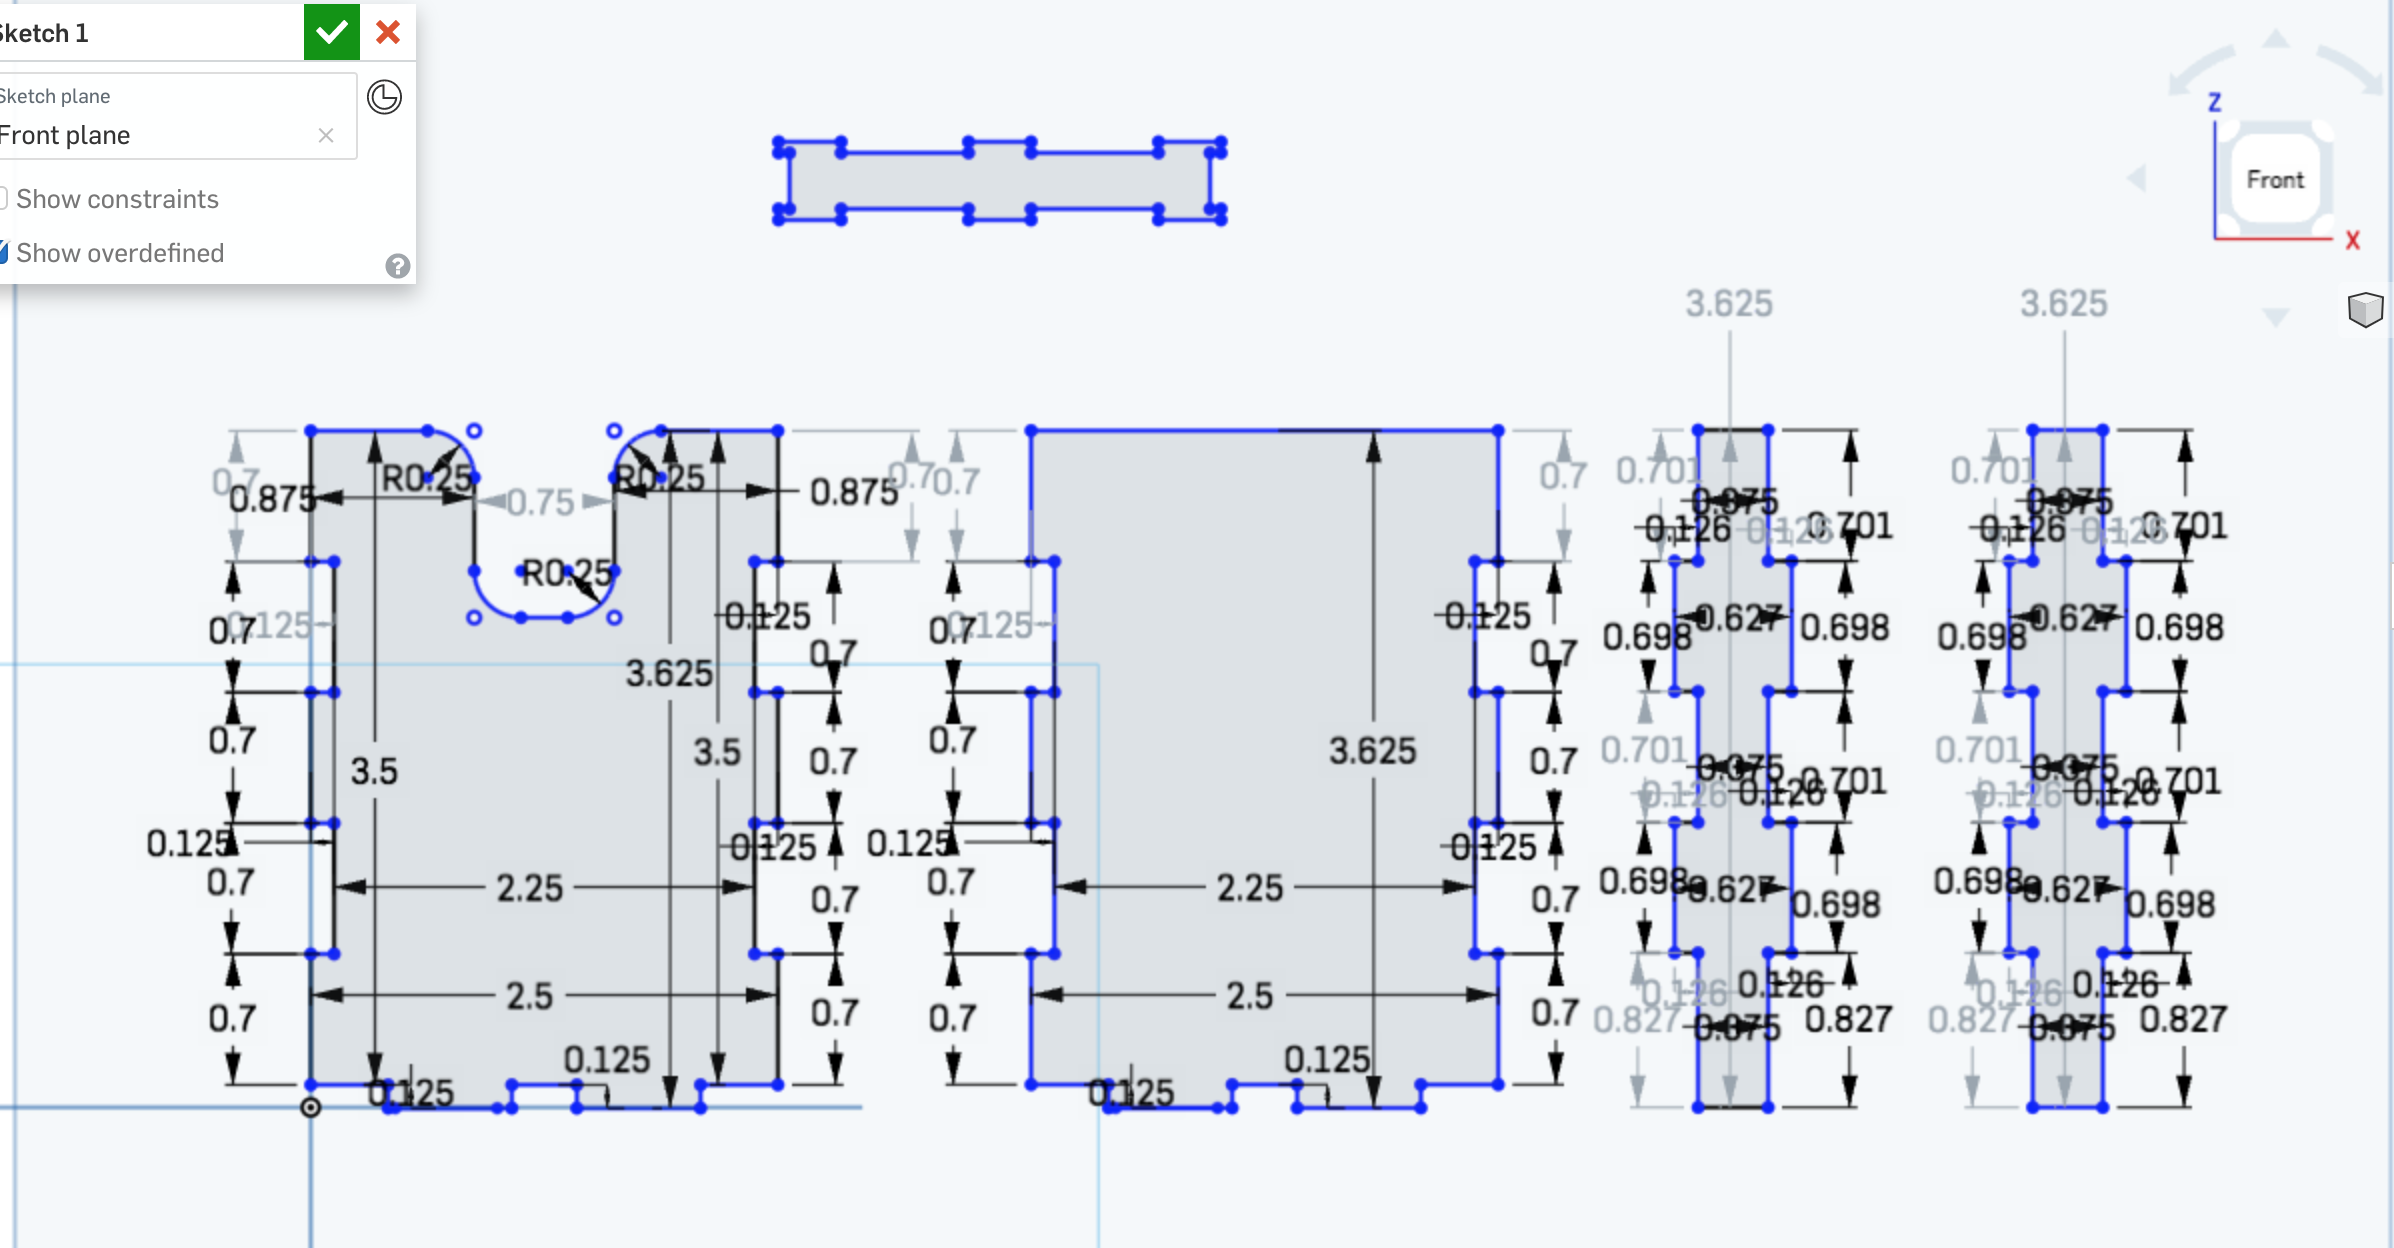 Sketch 1
Sketch plane
Front plane
Show constraints
Show overdefined
Z
Front
X
3.625 3.625
0.7 0.875 R0.25 0.75 R0.25 0.875 0.7 0.7 0.7 0.701 0.375 0.701 0.375
0.126 0.126 0.701 0.126 0.126 0.701
R0.25
0.7 0.125 0.125 0.7 0.125 0.125 0.698 0.627 0.698 0.698 0.627 0.698
3.625 0.7 0.7
0.7 3.5 3.5 0.7 0.7 3.625 0.7 0.701 0.375 0.701 0.701 0.375 0.701
0.126 0.126 0.126 0.126
0.125 0.125 0.125 0.125
0.7 2.25 0.7 0.7 2.25 0.7 0.698 0.627 0.698 0.698 0.627 0.698
0.126 0.126 0.126 0.126
0.7 2.5 0.7 0.7 2.5 0.7 0.827 0.375 0.827 0.827 0.375 0.827
0.125 0.125
0.125 0.125